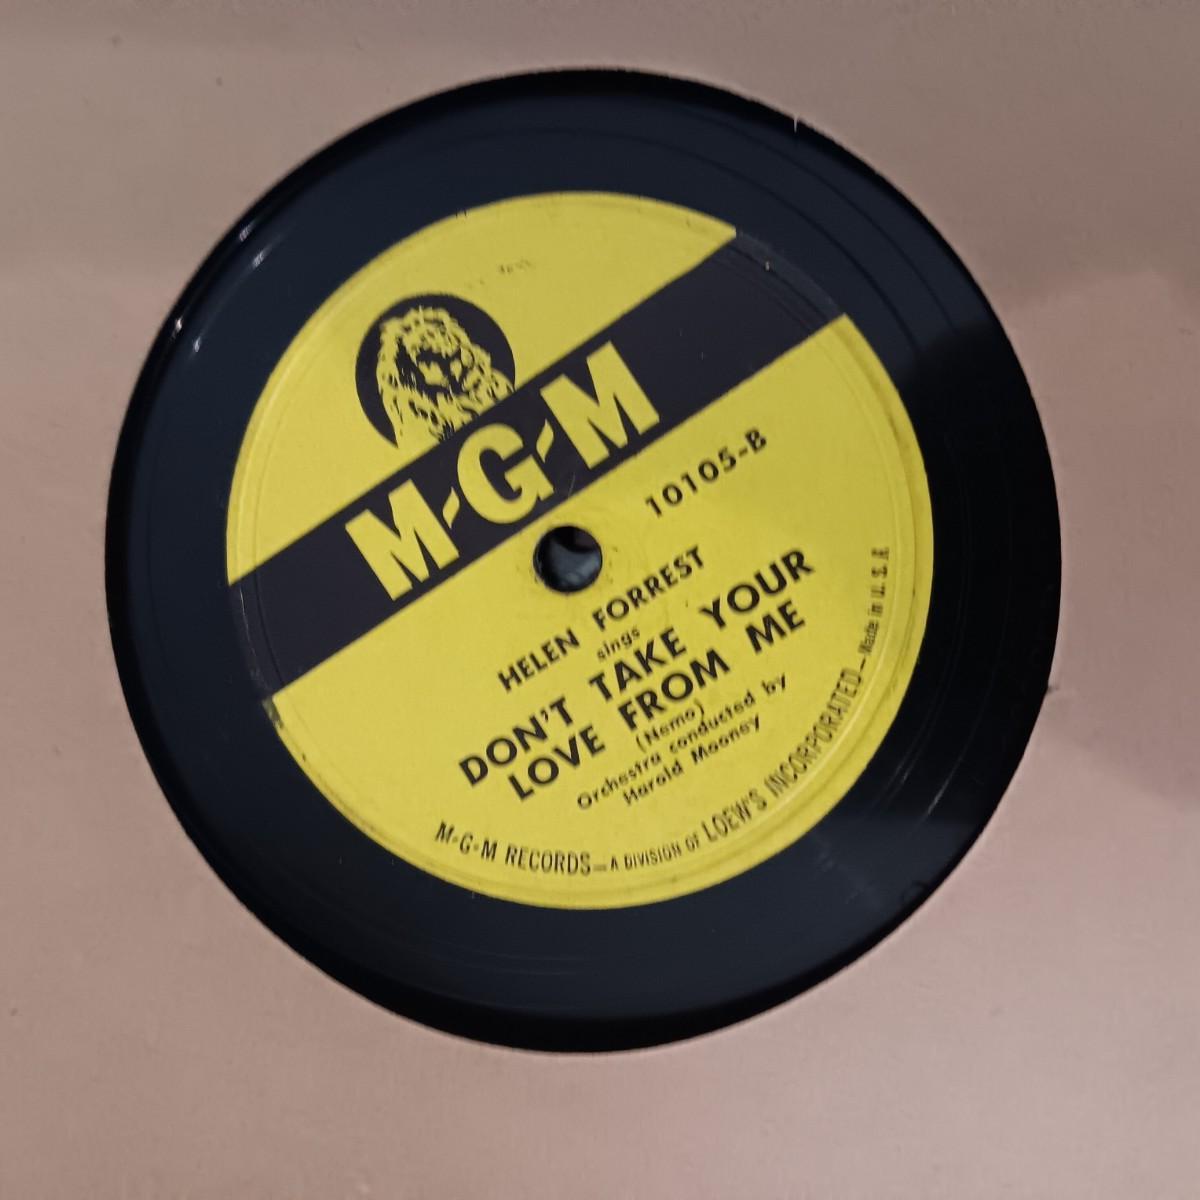 M-G-M
10105-B
HELEN FORREST
sings
DON'T TAKE YOUR
LOVE FROM ME
(Nemo)
Orchestra conducted by
Harold Mooney
M-G-M RECORDS—A DIVISION OF LOEW'S INCORPORATED—Made in U.S.A.